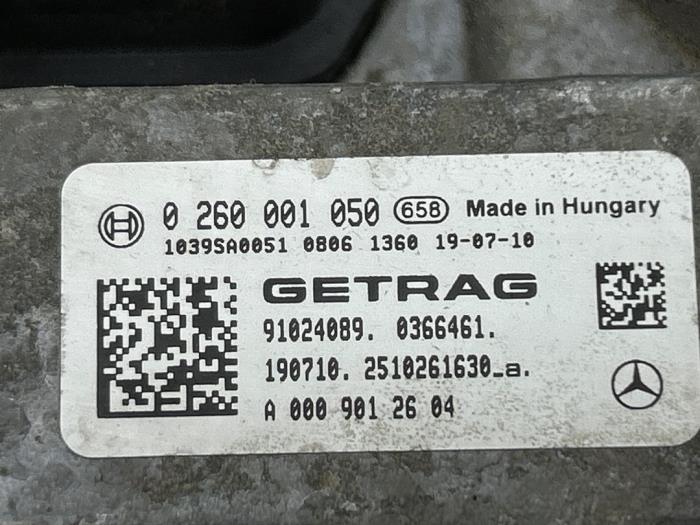 0 260 001 050 658 Made in Hungary
1039SA0051 0806 1360 19-07-10
GETRAG
91024089. 0366461.
190710. 2510261630_a.
A 000 901 26 04